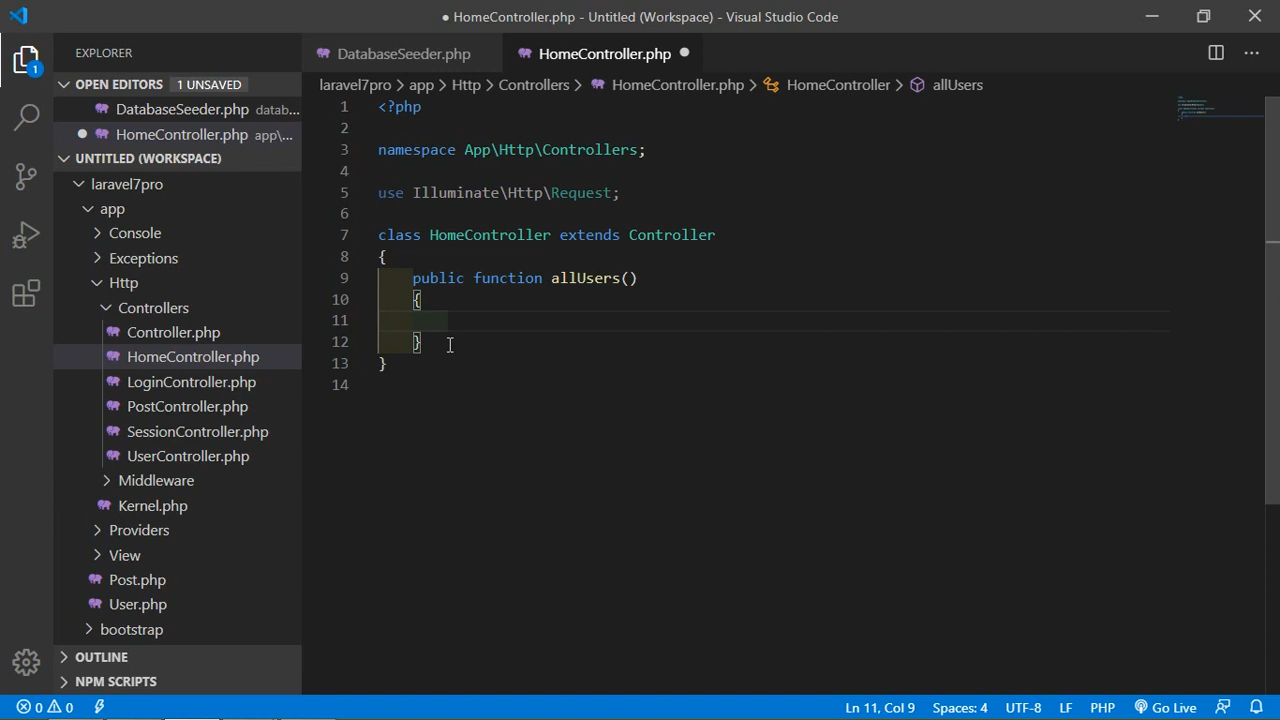 ● HomeController.php - Untitled (Workspace) - Visual Studio Code
EXPLORER
DatabaseSeeder.php
HomeController.php ●
1
OPEN EDITORS
1 UNSAVED
DatabaseSeeder.php datab...
HomeController.php app\...
UNTITLED (WORKSPACE)
laravel7pro
app
Console
Exceptions
Http
Controllers
Controller.php
HomeController.php
LoginController.php
PostController.php
SessionController.php
UserController.php
Middleware
Kernel.php
Providers
View
Post.php
User.php
bootstrap
OUTLINE
NPM SCRIPTS
laravel7pro > app > Http > Controllers > HomeController.php > HomeController > allUsers
1 <?php
2
3 namespace App\Http\Controllers;
4
5 use Illuminate\Http\Request;
6
7 class HomeController extends Controller
8 {
9 public function allUsers()
10 {
11
12 }
13 }
14
0 0
Ln 11, Col 9
Spaces: 4
UTF-8
LF
PHP
Go Live